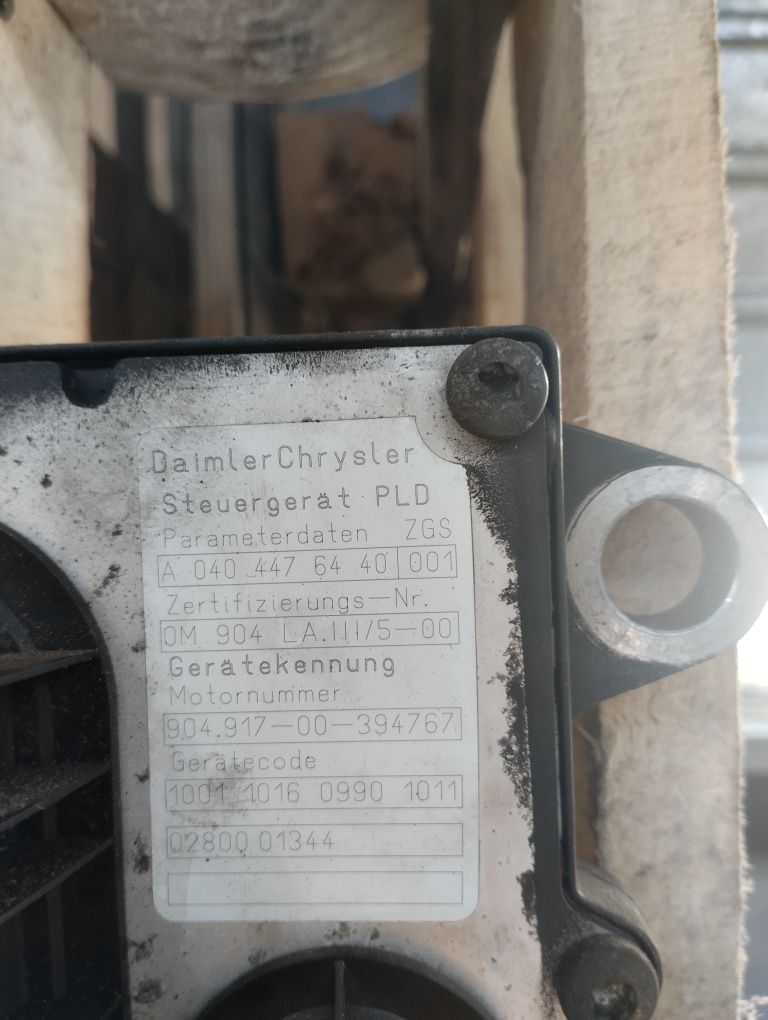 DaimlerChrysler
Steuergerät PLD
Parameterdaten ZGS
A 040 447 64 40 001
Zertifizierungs-Nr.
OM 904 LA.III/5-00
Gerätekennung
Motornummer
904.917-00-394767
Gerätecode
1001 1016 0990 1011
02800 01344